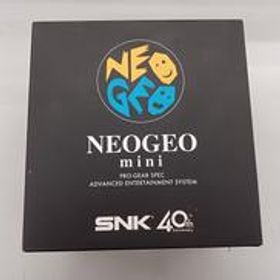 NEO
GEO
NEOGEO
mini
PRO-GEAR SPEC
ADVANCED ENTERTAINMENT SYSTEM
SNK 40th